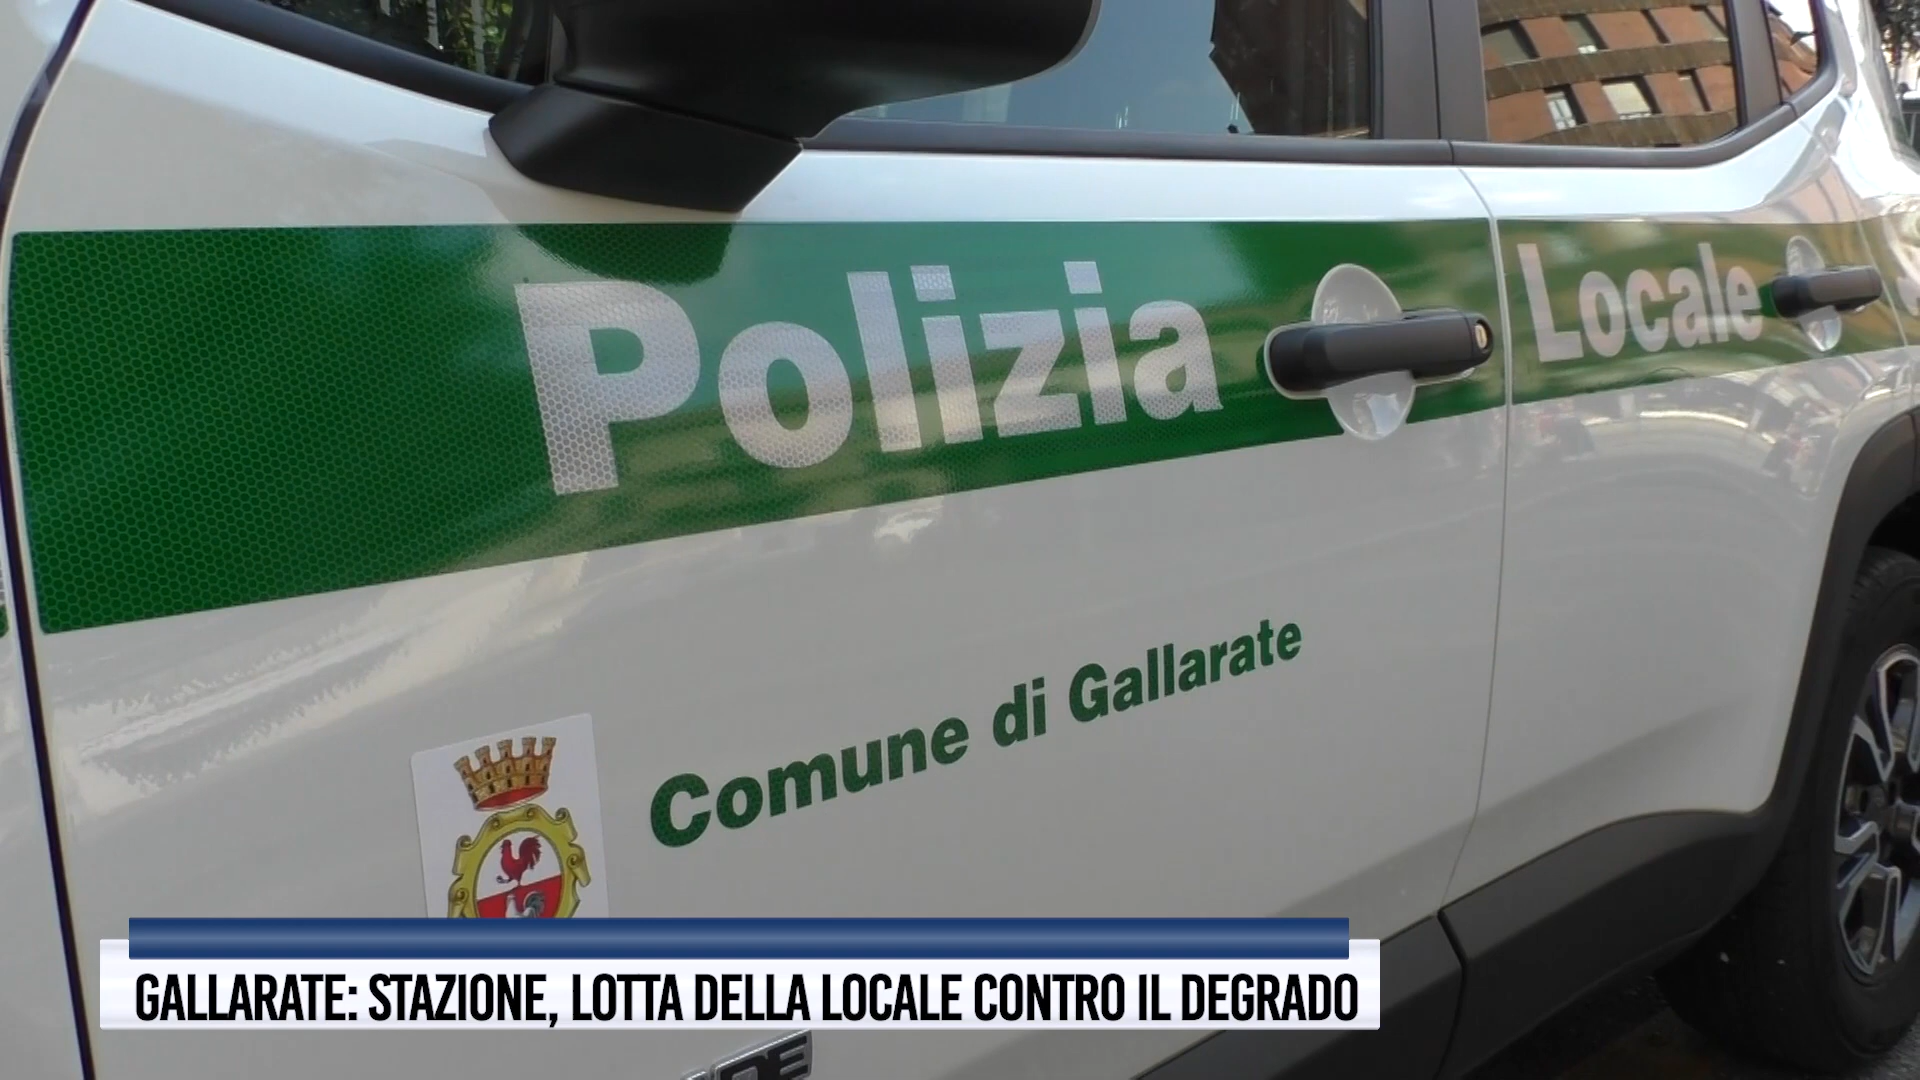 Polizia Locale
Comune di Gallarate
GALLARATE: STAZIONE, LOTTA DELLA LOCALE CONTRO IL DEGRADO